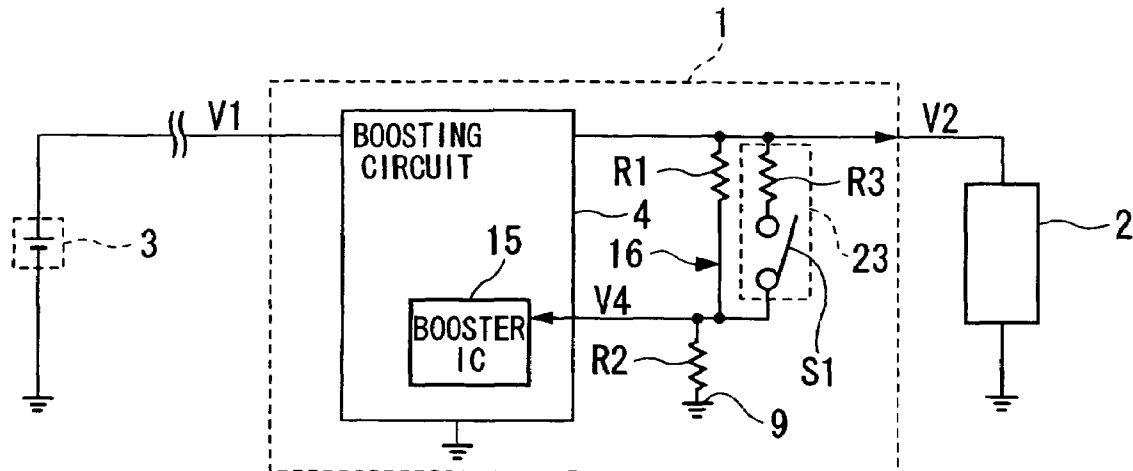 1
V1
V2
BOOSTING
CIRCUIT
R1
R3
4
2
3
15
16
23
V4
BOOSTER
IC
R2
S1
9